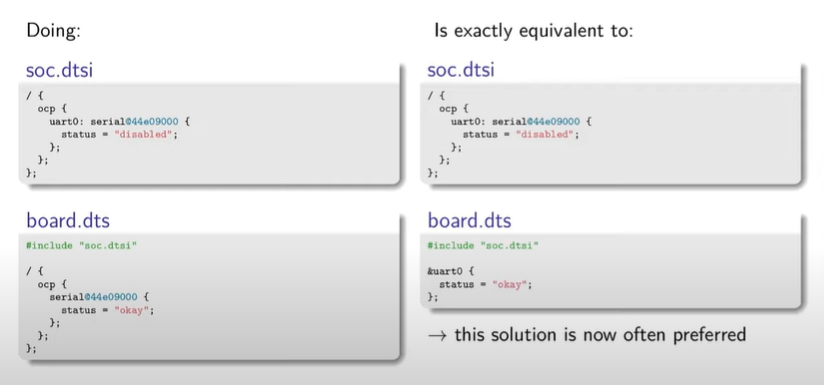 Doing:
soc.dtsi
/ {
  ocp {
    uart0: serial@44e09000 {
      status = "disabled";
    };
  };
};
board.dts
#include "soc.dtsi"
/ {
  ocp {
    serial@44e09000 {
      status = "okay";
    };
  };
};
Is exactly equivalent to:
soc.dtsi
/ {
  ocp {
    uart0: serial@44e09000 {
      status = "disabled";
    };
  };
};
board.dts
#include "soc.dtsi"
&uart0 {
  status = "okay";
};
→ this solution is now often preferred